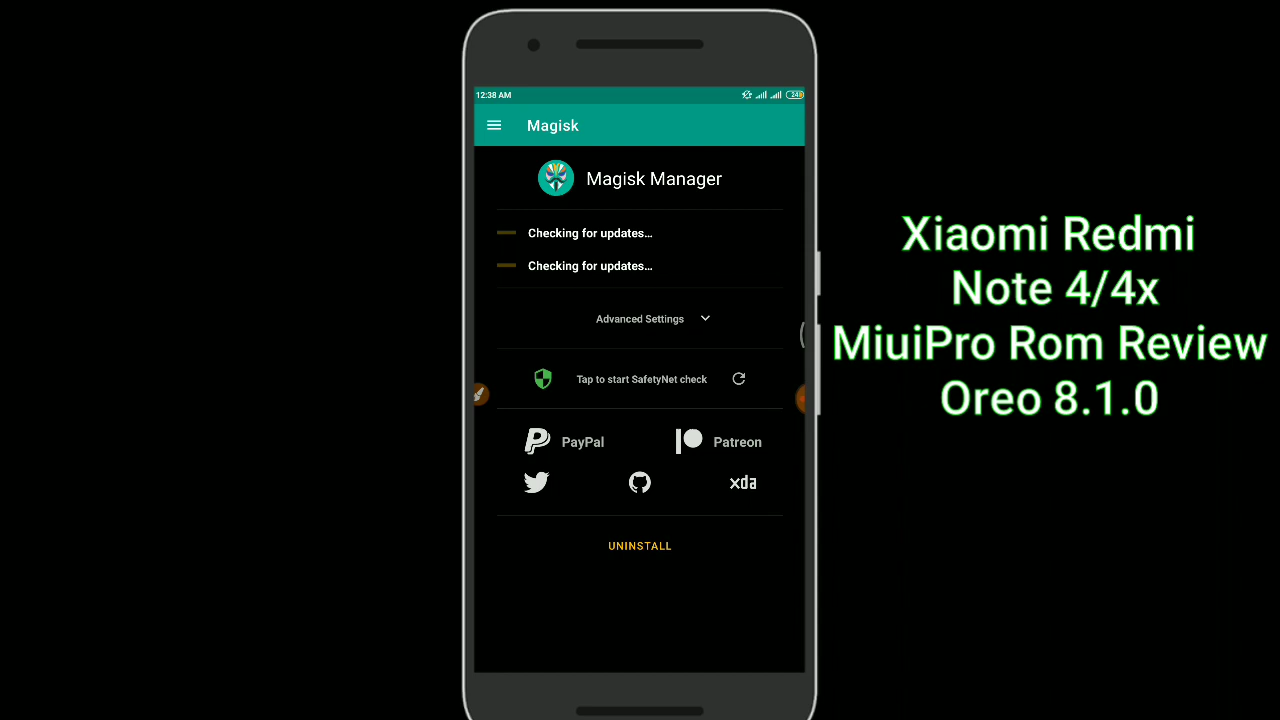 12:38 AM
24
Magisk
Magisk Manager
Checking for updates...
Checking for updates...
Advanced Settings
Tap to start SafetyNet check
PayPal
Patreon
xda
UNINSTALL
Xiaomi Redmi
Note 4/4x
MiuiPro Rom Review
Oreo 8.1.0